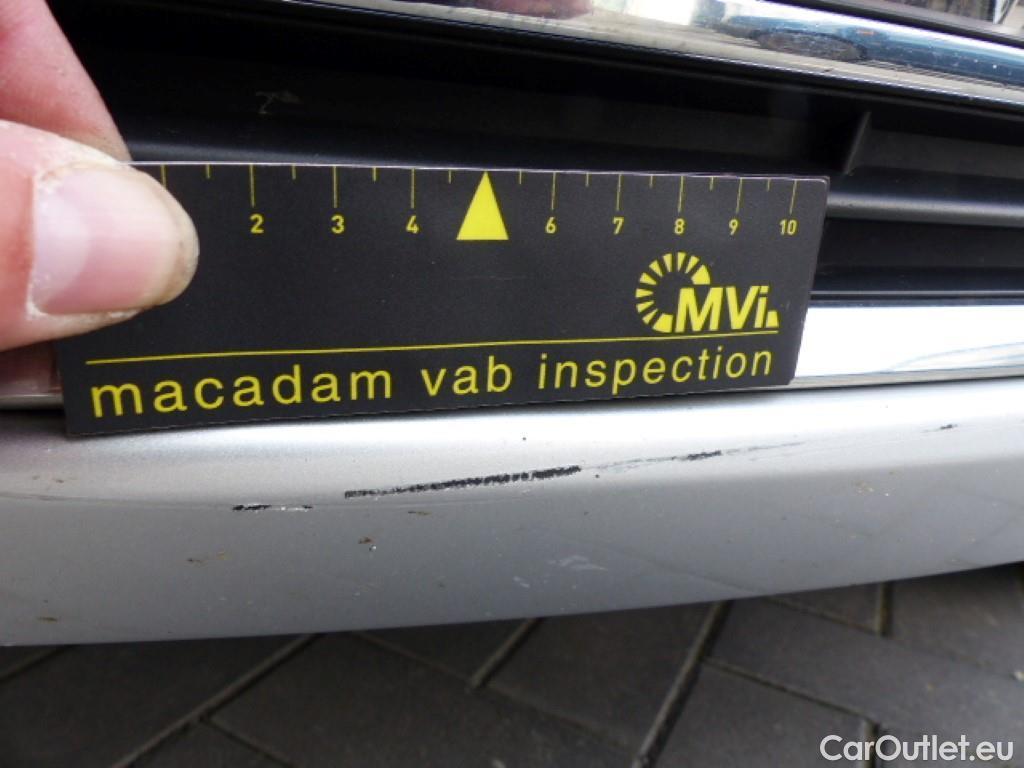 2 3 4 6 7 8 9 10
MVi.
macadam vab inspection
CarOutlet.eu